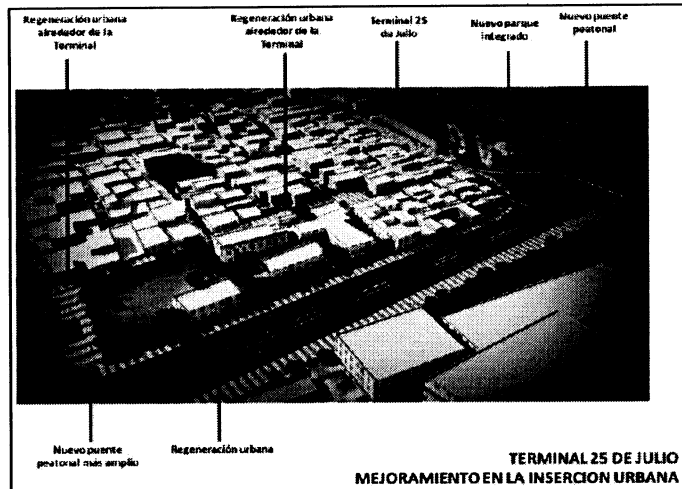 Regeneración urbana
alrededor de la
Terminal
Regeneración urbana
alrededor de la
Terminal
Terminal 25
de Julio
Nuevo parque
integrado
Nuevo puente
peatonal
Nuevo puente
peatonal más amplio
Regeneración urbana
TERMINAL 25 DE JULIO
MEJORAMIENTO EN LA INSERCION URBANA